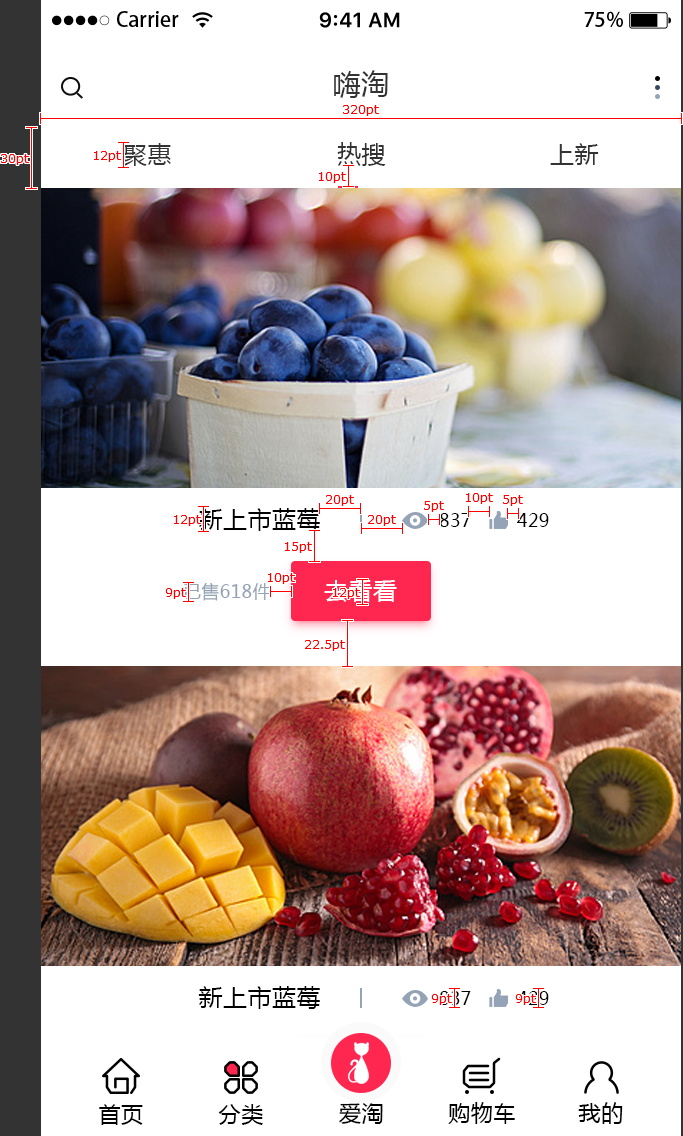 Carrier 9:41 AM 75%
嗨淘
320pt
30pt
12pt 聚惠 热搜 上新
10pt
20pt 5pt 10pt 5pt
12pt 新上市蓝莓 20pt 837 429
15pt
10pt
9pt 已售618件 去看看 12pt
22.5pt
新上市蓝莓 837 9pt 429 9pt
首页 分类 爱淘 购物车 我的